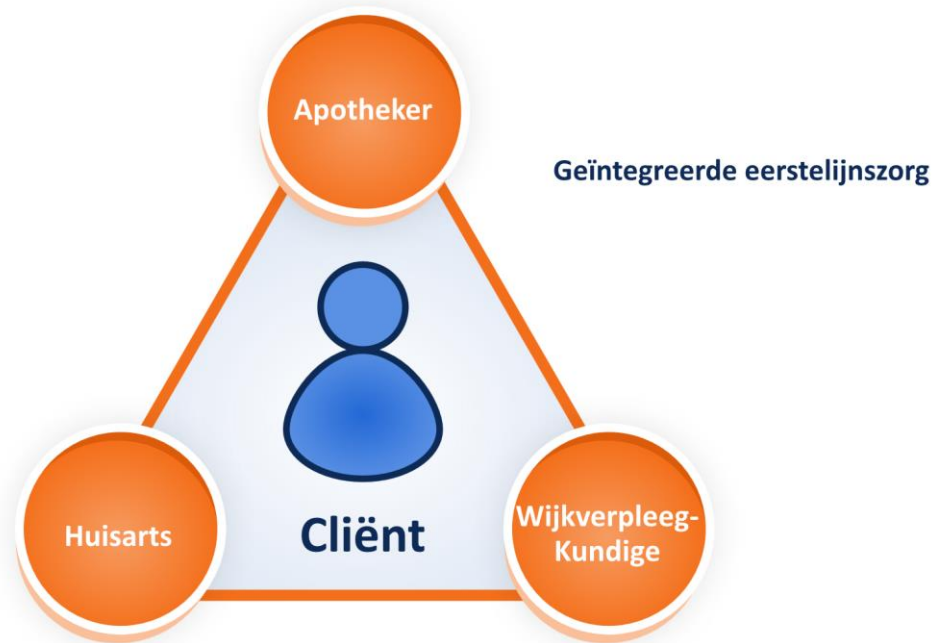 Apotheker
Geïntegreerde eerstelijnszorg
Huisarts
Cliënt
Wijkverpleeg-
Kundige